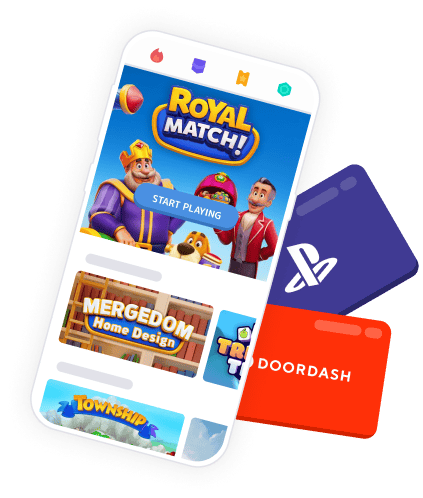 ROYAL
MATCH!
START PLAYING
MERGEDOM
Home Design
TOWNSHIP
DOORDASH